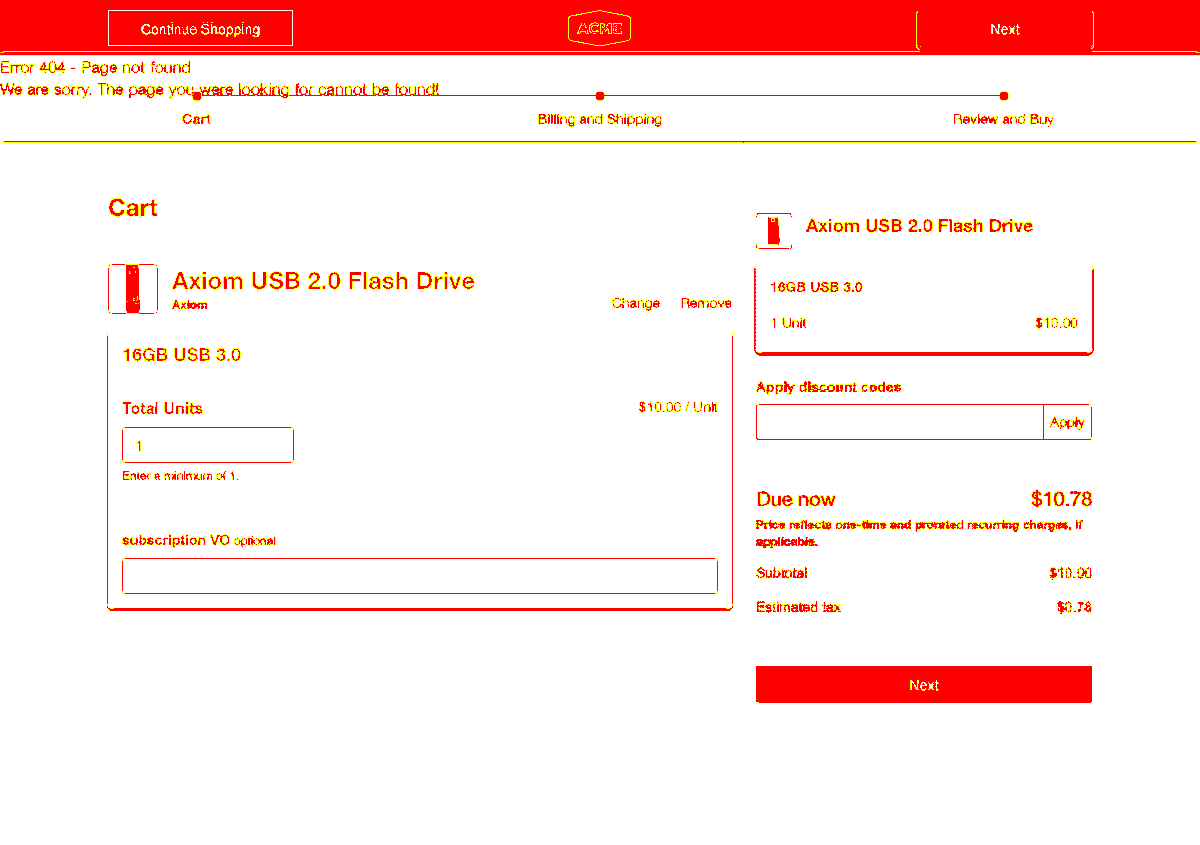 Continue Shopping
ACME
Next
Error 404 - Page not found
We are sorry. The page you were looking for cannot be found!
Cart
Billing and Shipping
Review and Buy
Cart
Axiom USB 2.0 Flash Drive
Axiom
Change
Remove
16GB USB 3.0
Total Units
$10.00 / Unit
1
Enter a minimum of 1.
subscription VO optional
Axiom USB 2.0 Flash Drive
16GB USB 3.0
1 Unit
$10.00
Apply discount codes
Apply
Due now
$10.78
Price reflects one-time and prorated recurring charges, if
applicable.
Subtotal
$10.00
Estimated tax
$0.78
Next